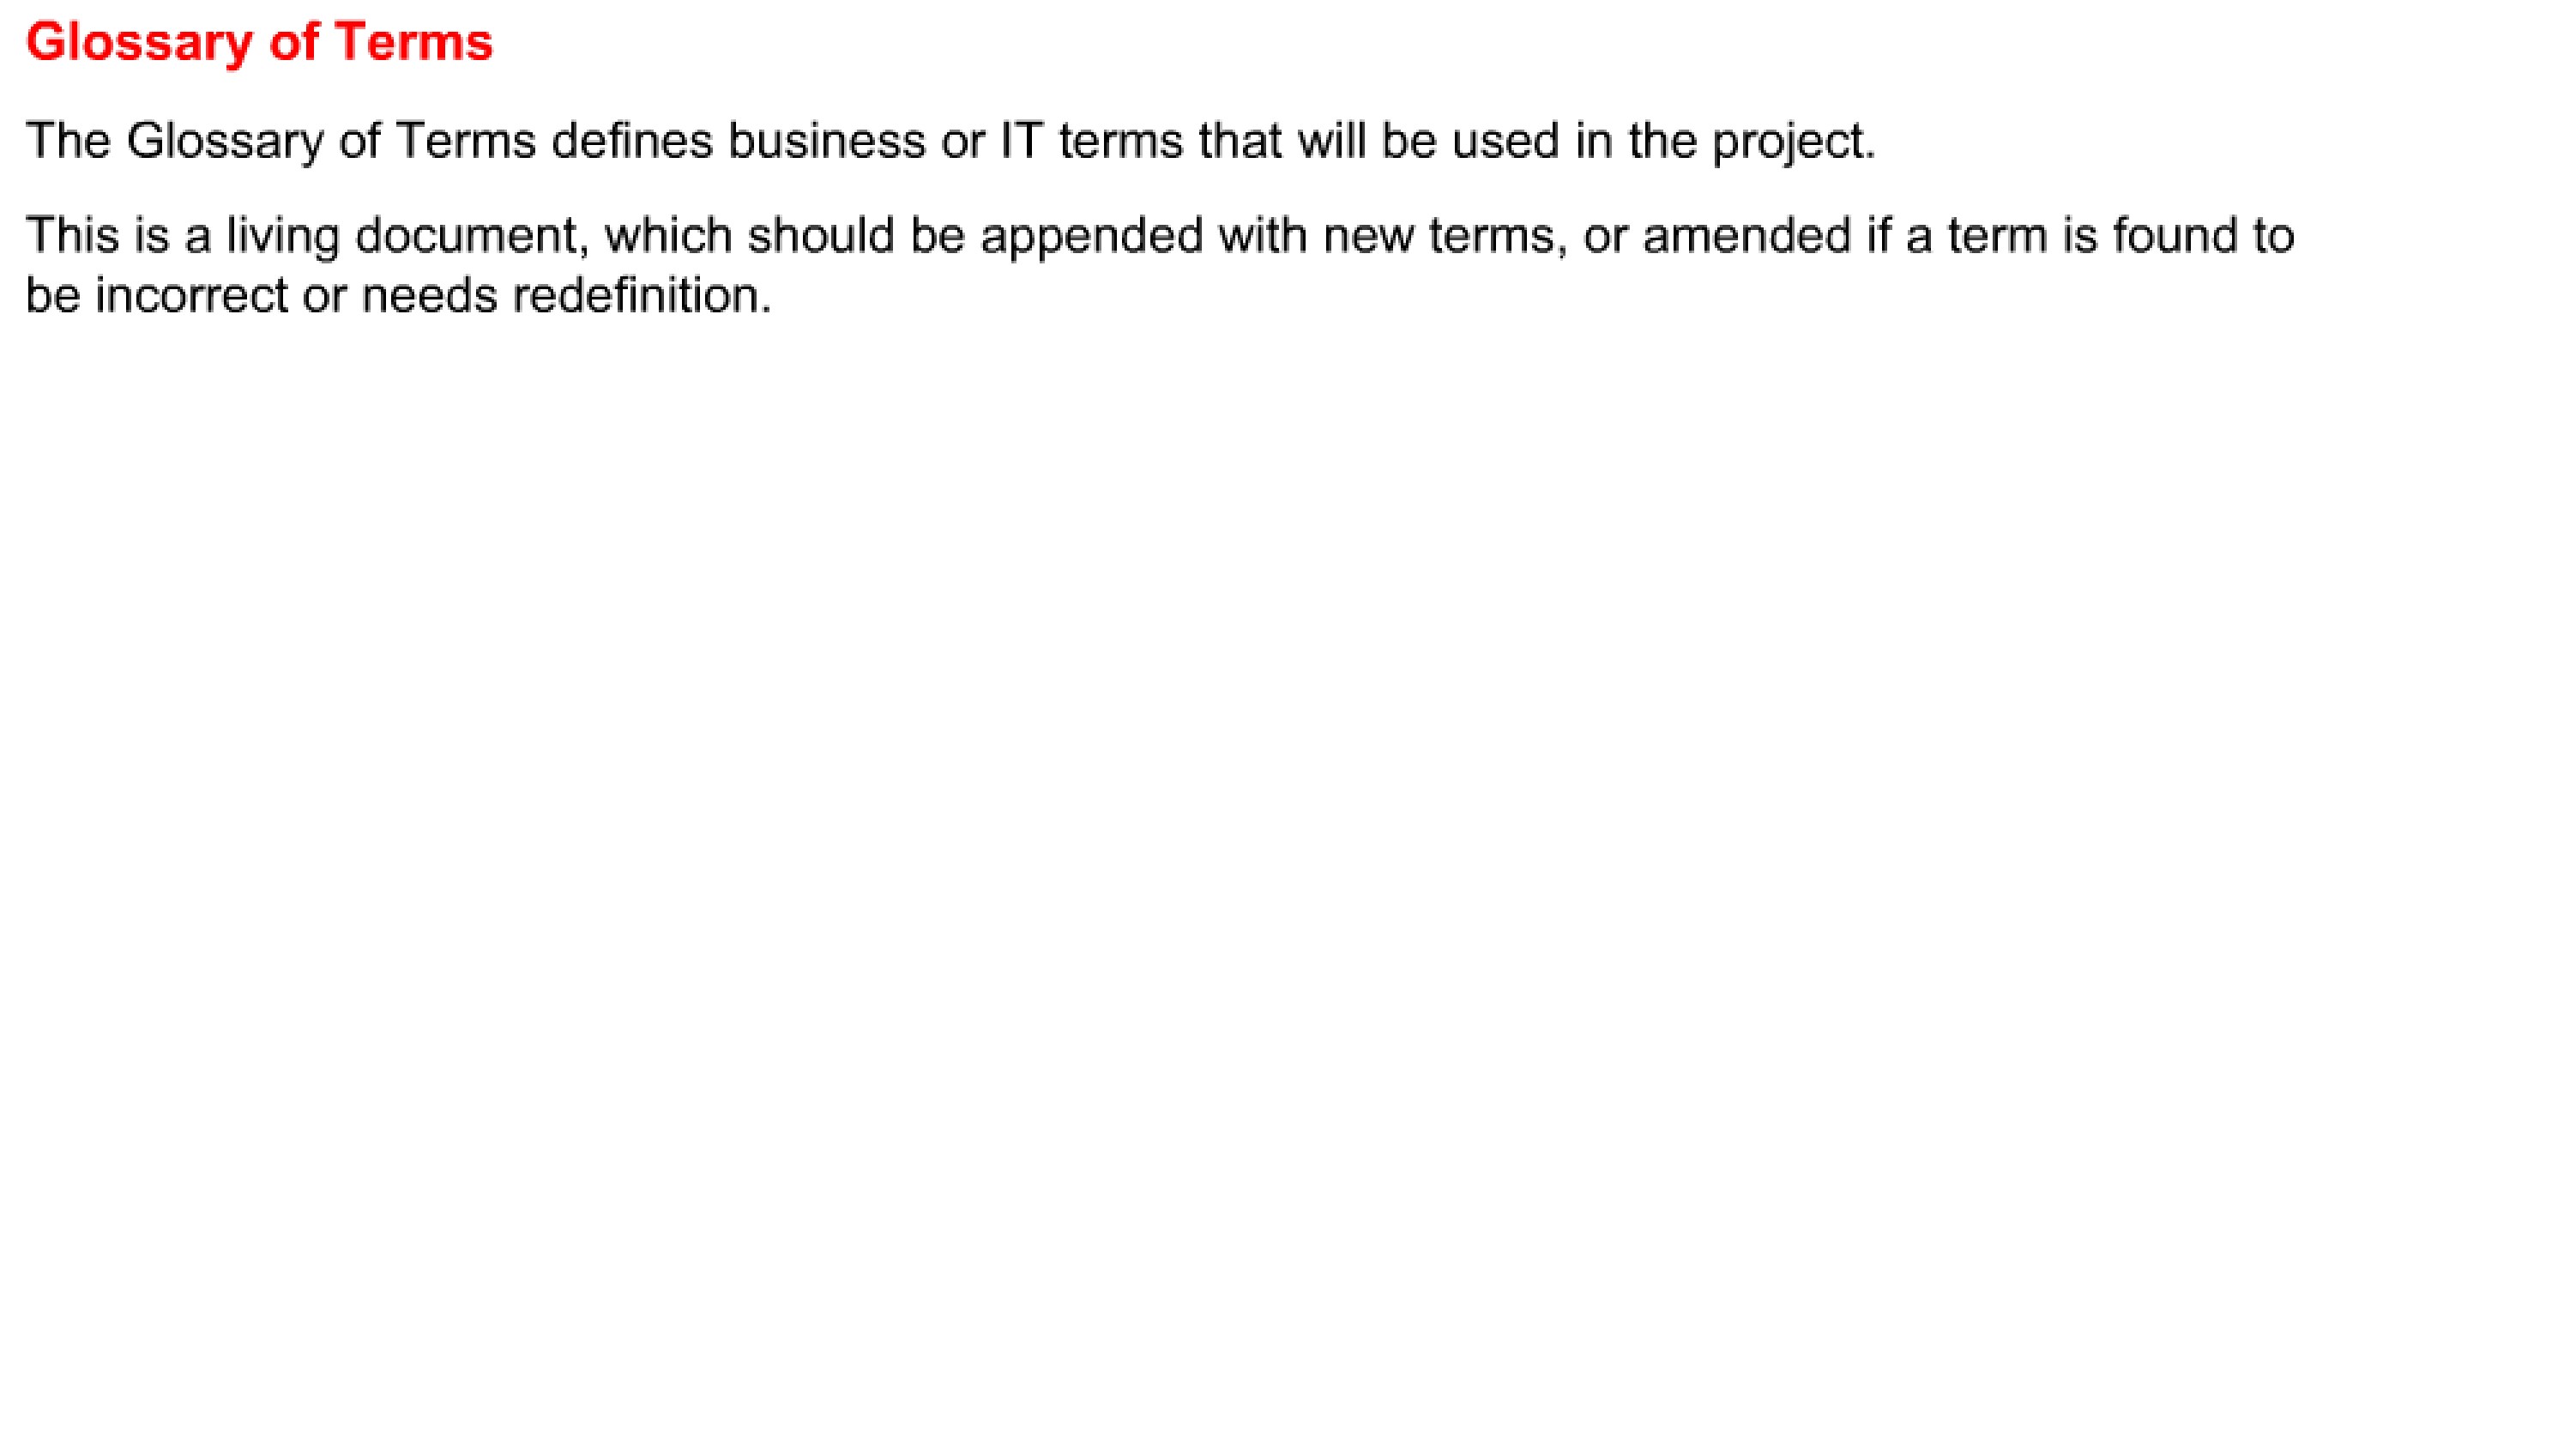 Glossary of Terms
The Glossary of Terms defines business or IT terms that will be used in the project.
This is a living document, which should be appended with new terms, or amended if a term is found to
be incorrect or needs redefinition.